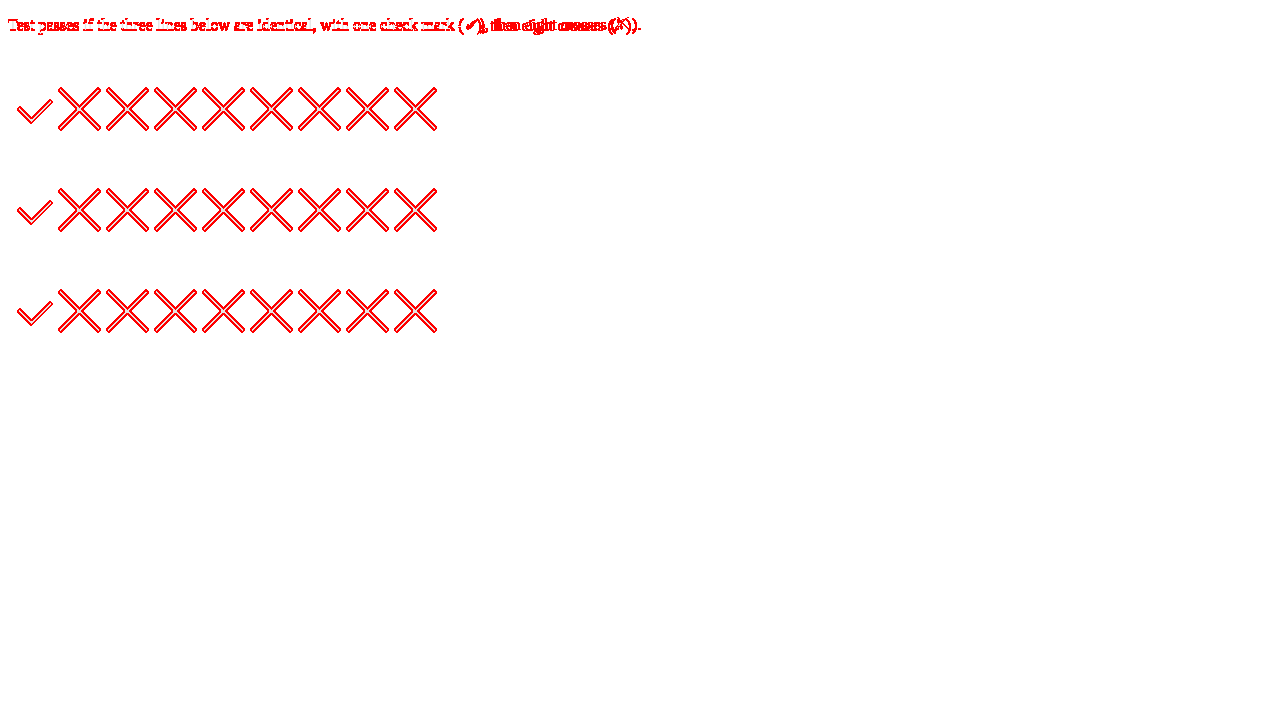 Test passes if the three lines below are identical, with one check mark (✔), then eight crosses (✕).
✓✕✕✕✕✕✕✕✕
✓✕✕✕✕✕✕✕✕
✓✕✕✕✕✕✕✕✕